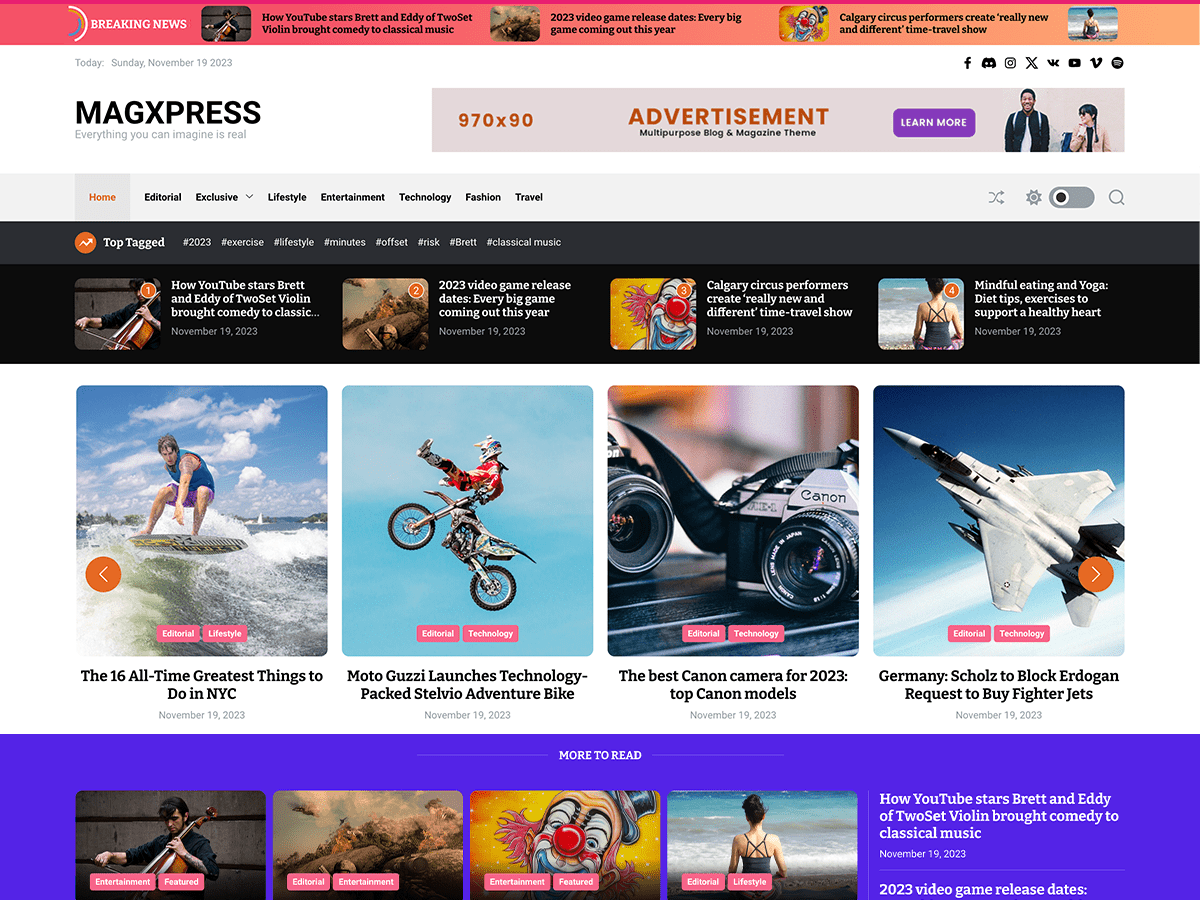 BREAKING NEWS
How YouTube stars Brett and Eddy of TwoSet
Violin brought comedy to classical music
2023 video game release dates: Every big
game coming out this year
Calgary circus performers create ‘really new
and different’ time-travel show
Today: Sunday, November 19 2023
MAGXPRESS
Everything you can imagine is real
970x90
ADVERTISEMENT
Multipurpose Blog & Magazine Theme
LEARN MORE
Home
Editorial
Exclusive
Lifestyle
Entertainment
Technology
Fashion
Travel
Top Tagged
#2023 #exercise #lifestyle #minutes #offset #risk #Brett #classical music
1
How YouTube stars Brett
and Eddy of TwoSet Violin
brought comedy to classic...
November 19, 2023
2
2023 video game release
dates: Every big game
coming out this year
November 19, 2023
3
Calgary circus performers
create ‘really new and
different’ time-travel show
November 19, 2023
4
Mindful eating and Yoga:
Diet tips, exercises to
support a healthy heart
November 19, 2023
Editorial Lifestyle
The 16 All-Time Greatest Things to
Do in NYC
November 19, 2023
Editorial Technology
Moto Guzzi Launches Technology-
Packed Stelvio Adventure Bike
November 19, 2023
Canon
AE-1
LENS MADE IN JAPAN
CANON
Editorial Technology
The best Canon camera for 2023:
top Canon models
November 19, 2023
Editorial Technology
Germany: Scholz to Block Erdogan
Request to Buy Fighter Jets
November 19, 2023
MORE TO READ
Entertainment Featured
Editorial Entertainment
Entertainment Featured
Editorial Lifestyle
How YouTube stars Brett and Eddy
of TwoSet Violin brought comedy to
classical music
November 19, 2023
2023 video game release dates: